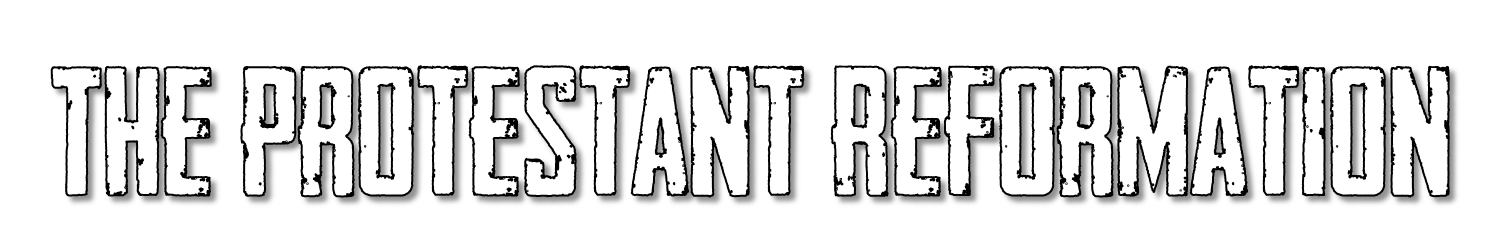 THE PROTESTANT REFORMATION